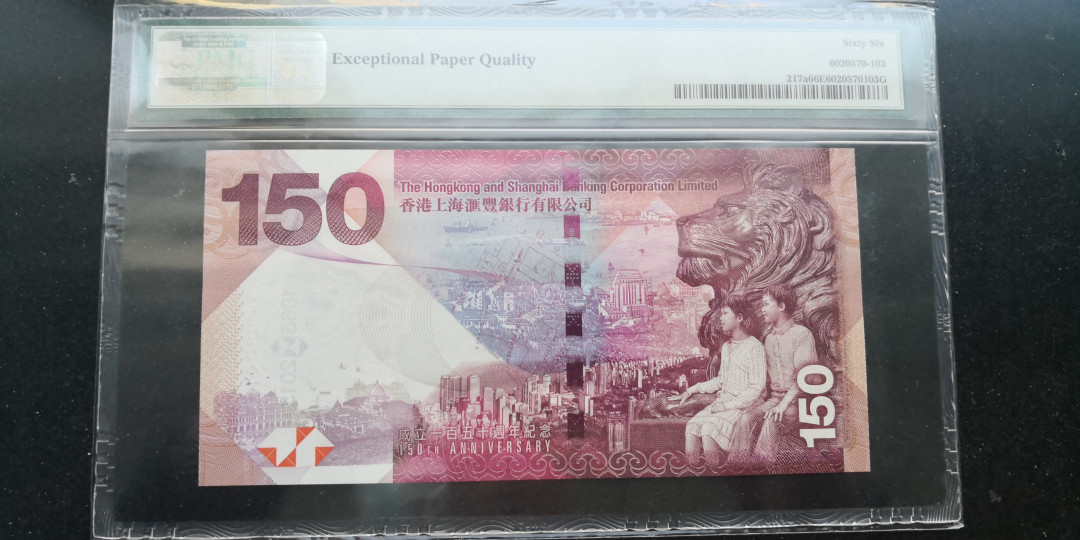 Exceptional Paper Quality
Sixty Six
6020570-103
217a66E6020570103G
150
The Hongkong and Shanghai Banking Corporation Limited
香港上海滙豐銀行有限公司
150
成立一百五十週年紀念
150TH ANNIVERSARY